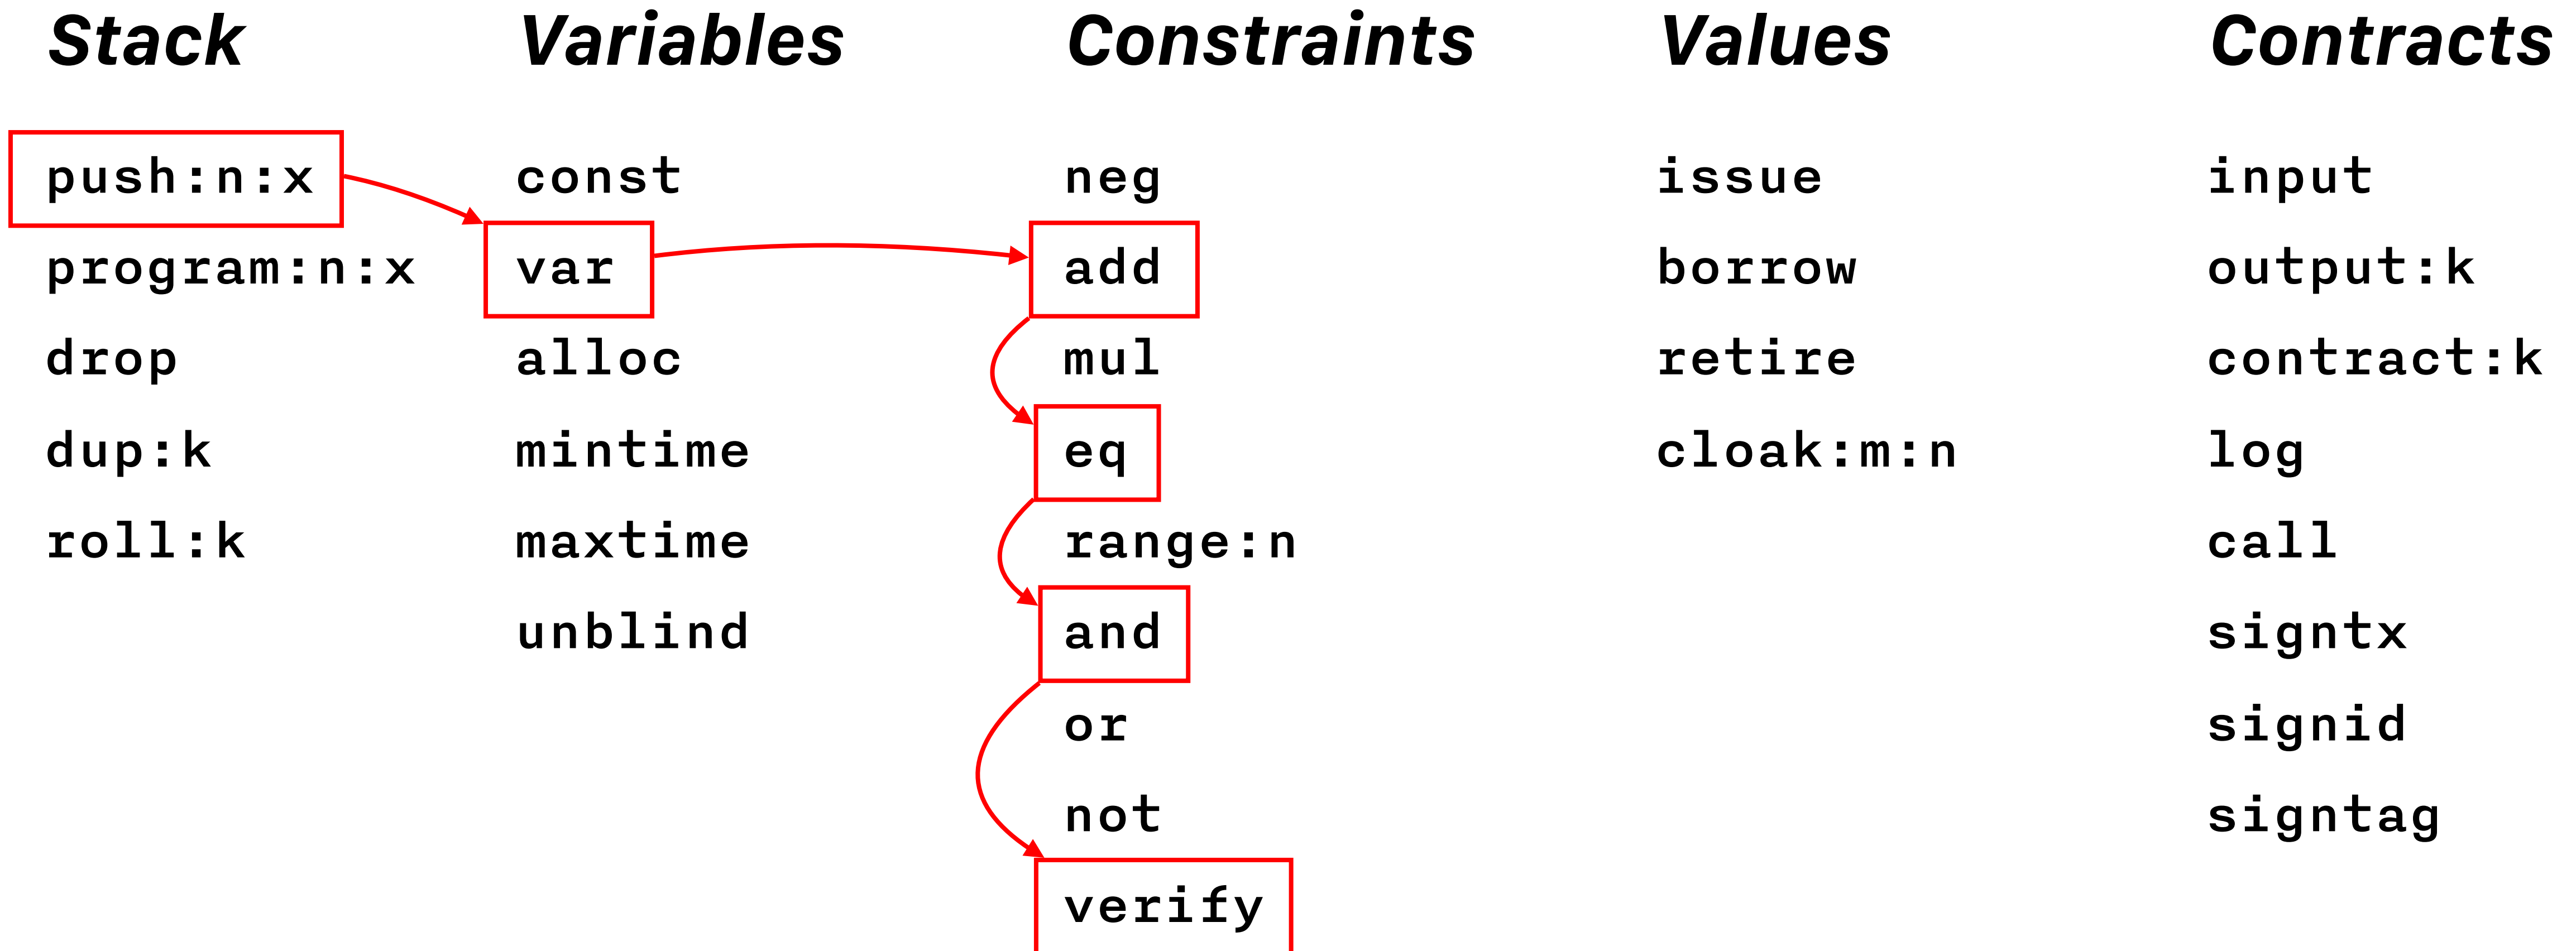 Stack Variables Constraints Values Contracts
push:n:x const neg issue input
program:n:x var add borrow output:k
drop alloc mul retire contract:k
dup:k mintime eq cloak:m:n log
roll:k maxtime range:n call
unblind and signtx
or signid
not signtag
verify